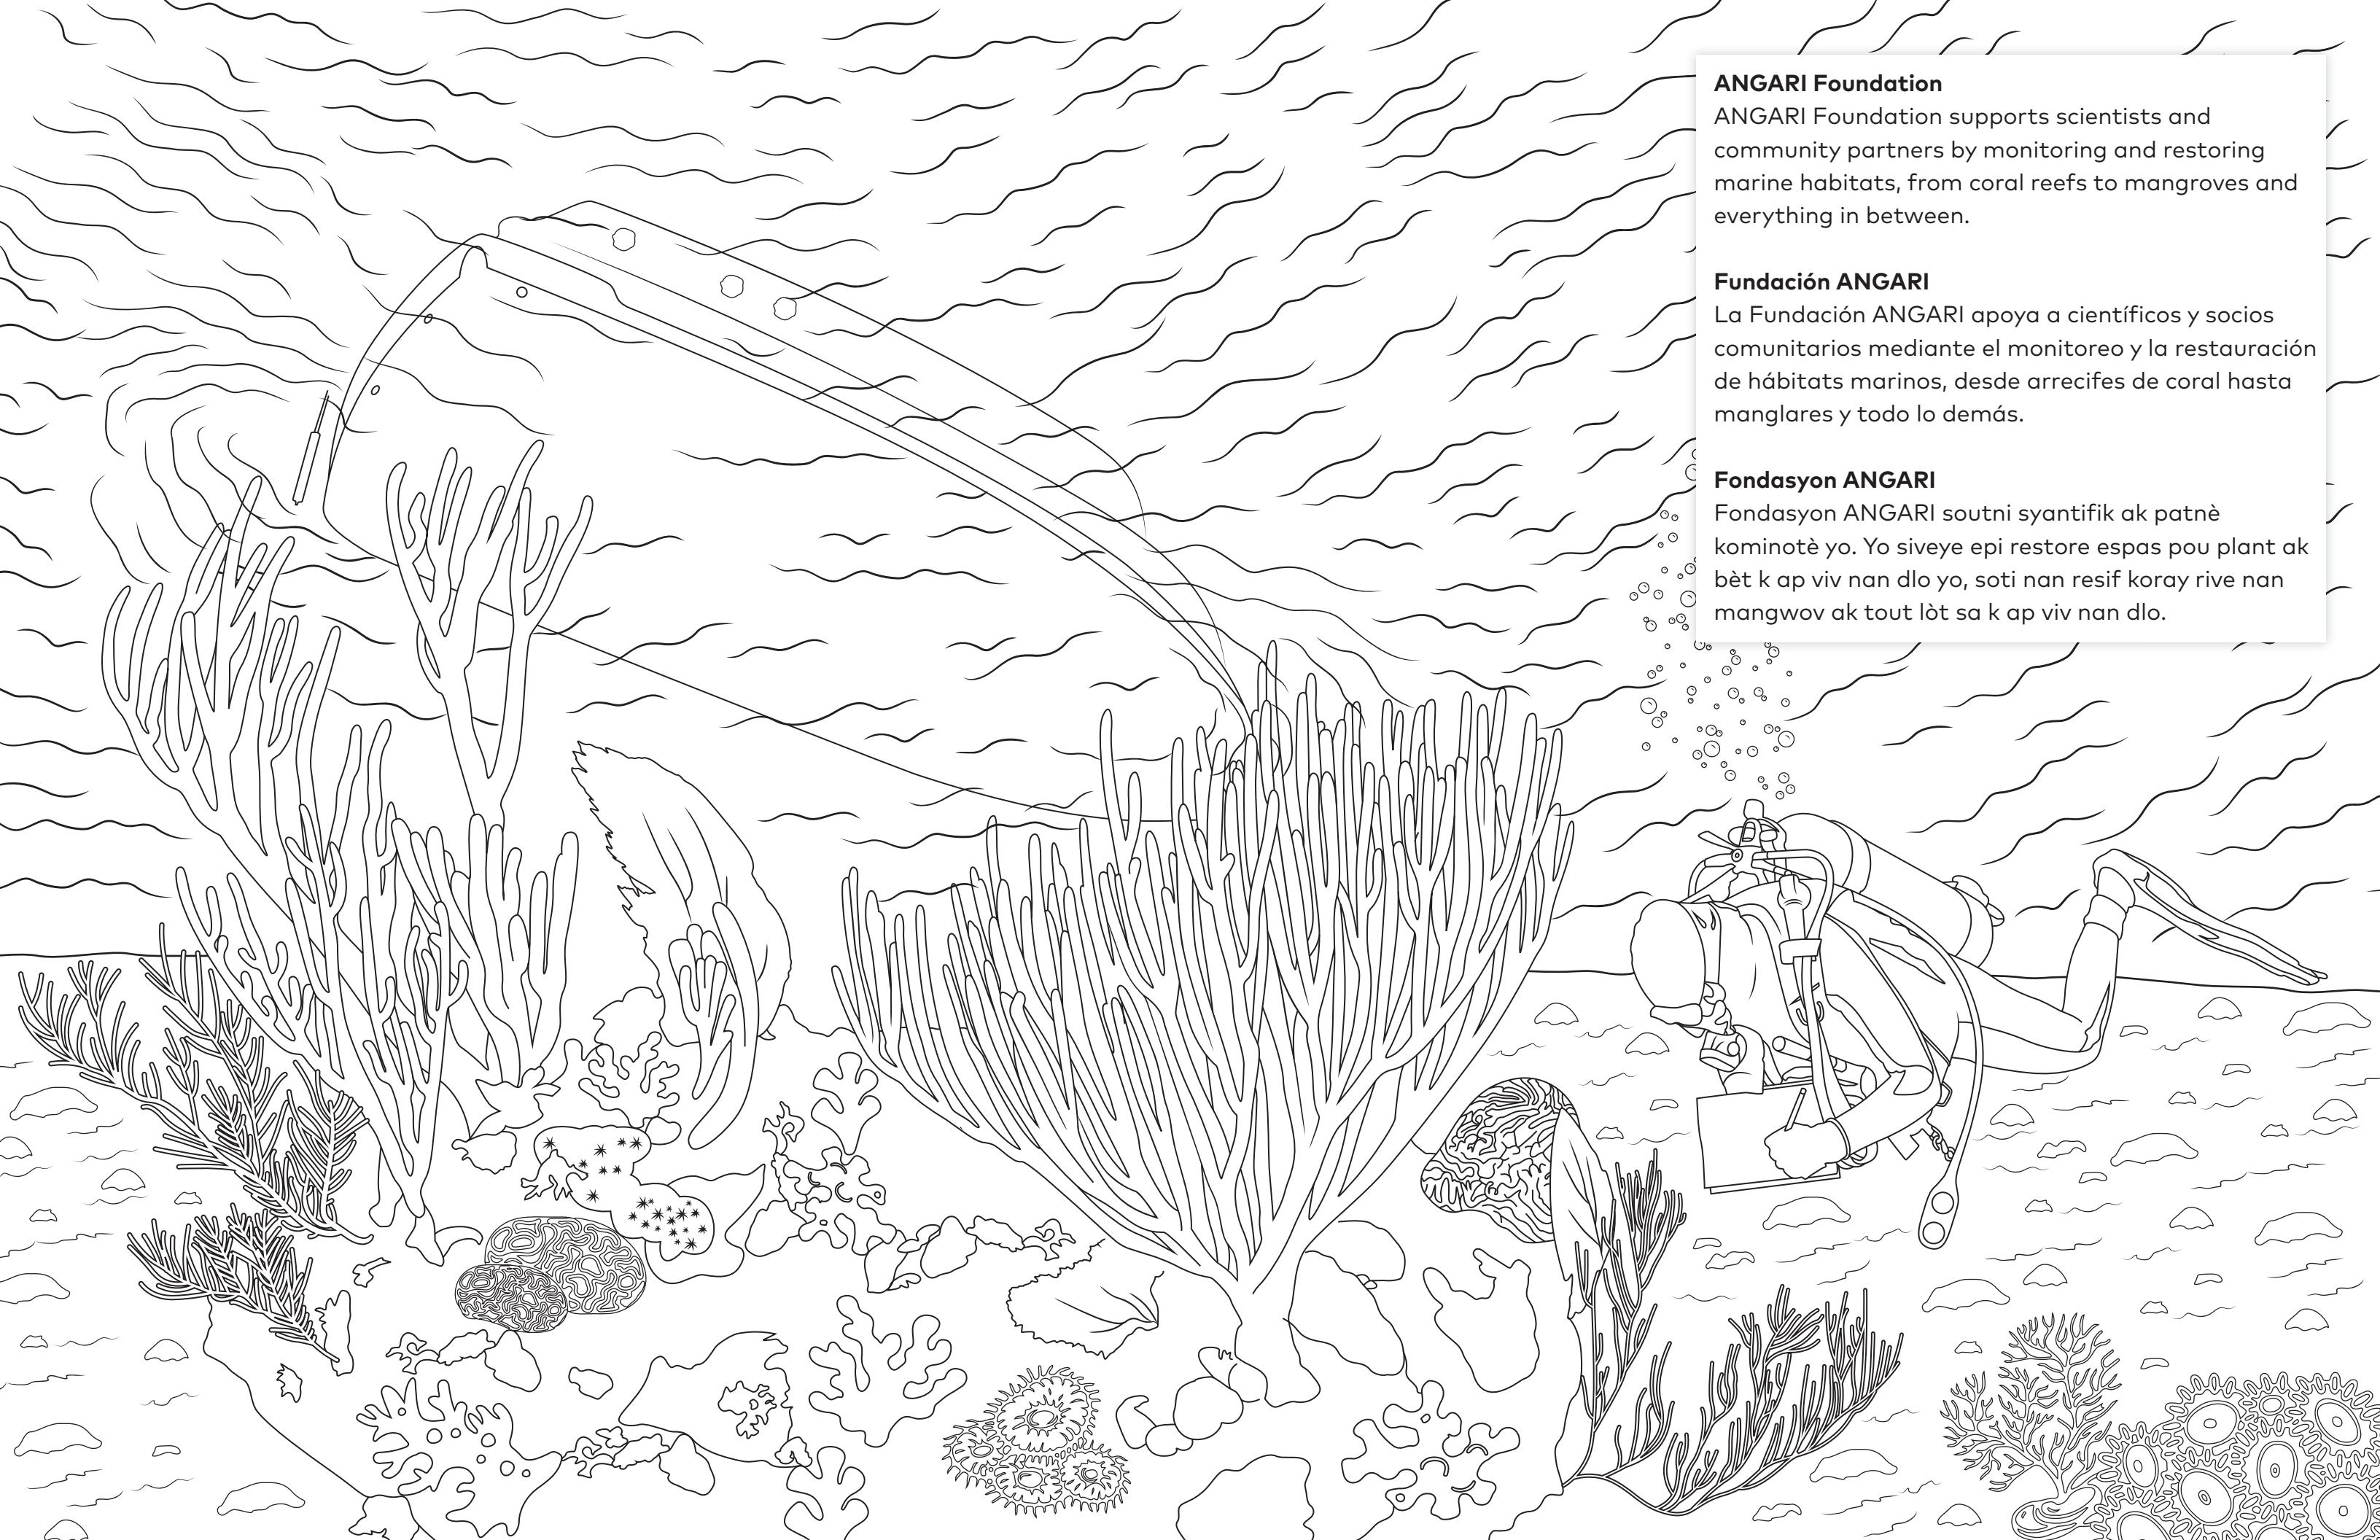 ANGARI Foundation
ANGARI Foundation supports scientists and
community partners by monitoring and restoring
marine habitats, from coral reefs to mangroves and
everything in between.
Fundación ANGARI
La Fundación ANGARI apoya a científicos y socios
comunitarios mediante el monitoreo y la restauración
de hábitats marinos, desde arrecifes de coral hasta
manglares y todo lo demás.
Fondasyon ANGARI
Fondasyon ANGARI soutni syantifik ak patnè
kominotè yo. Yo siveye epi restore espas pou plant ak
bèt k ap viv nan dlo yo, soti nan resif koray rive nan
mangwov ak tout lòt sa k ap viv nan dlo.